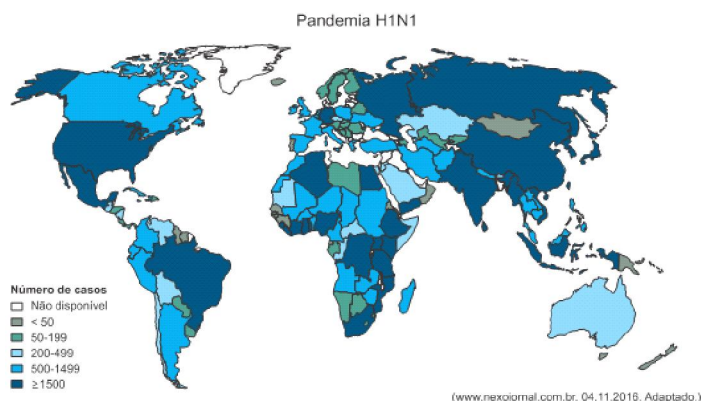 Pandemia H1N1
Número de casos
Não disponível
< 50
50-199
200-499
500-1499
≥1500
(www.nexojornal.com.br, 04.11.2016. Adaptado.)